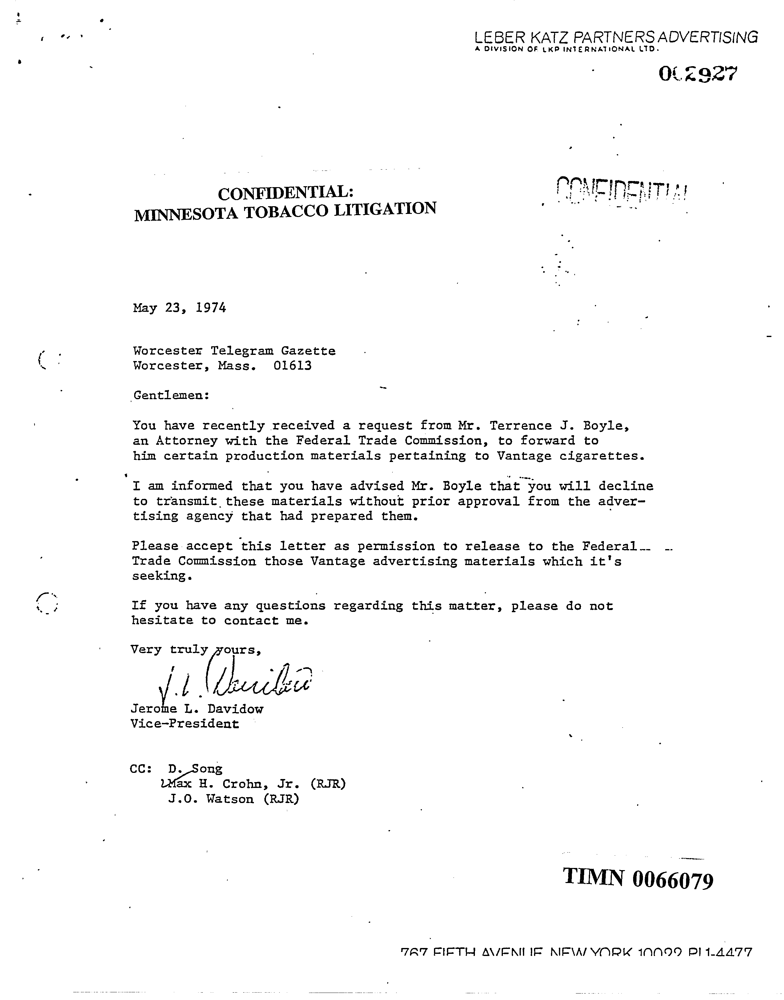 LEBER KATZ PARTNERS ADVERTISING
A DIVISION OF LKP INTERNATIONAL LTD.
002927
CONFIDENTIAL:
MINNESOTA TOBACCO LITIGATION
CONFIDENTIAL
May 23, 1974
Worcester Telegram Gazette
Worcester, Mass. 01613
Gentlemen:
You have recently received a request from Mr. Terrence J. Boyle,
an Attorney with the Federal Trade Commission, to forward to
him certain production materials pertaining to Vantage cigarettes.
I am informed that you have advised Mr. Boyle that you will decline
to transmit these materials without prior approval from the adver-
tising agency that had prepared them.
Please accept this letter as permission to release to the Federal
Trade Commission those Vantage advertising materials which it's
seeking.
If you have any questions regarding this matter, please do not
hesitate to contact me.
Very truly yours,
J. L. Davidow
Jerome L. Davidow
Vice-President
CC: D. Song
Max H. Crohn, Jr. (RJR)
J.O. Watson (RJR)
TIMN 0066079
767 FIFTH AVENUE NEW YORK 10022 PL 1-4477